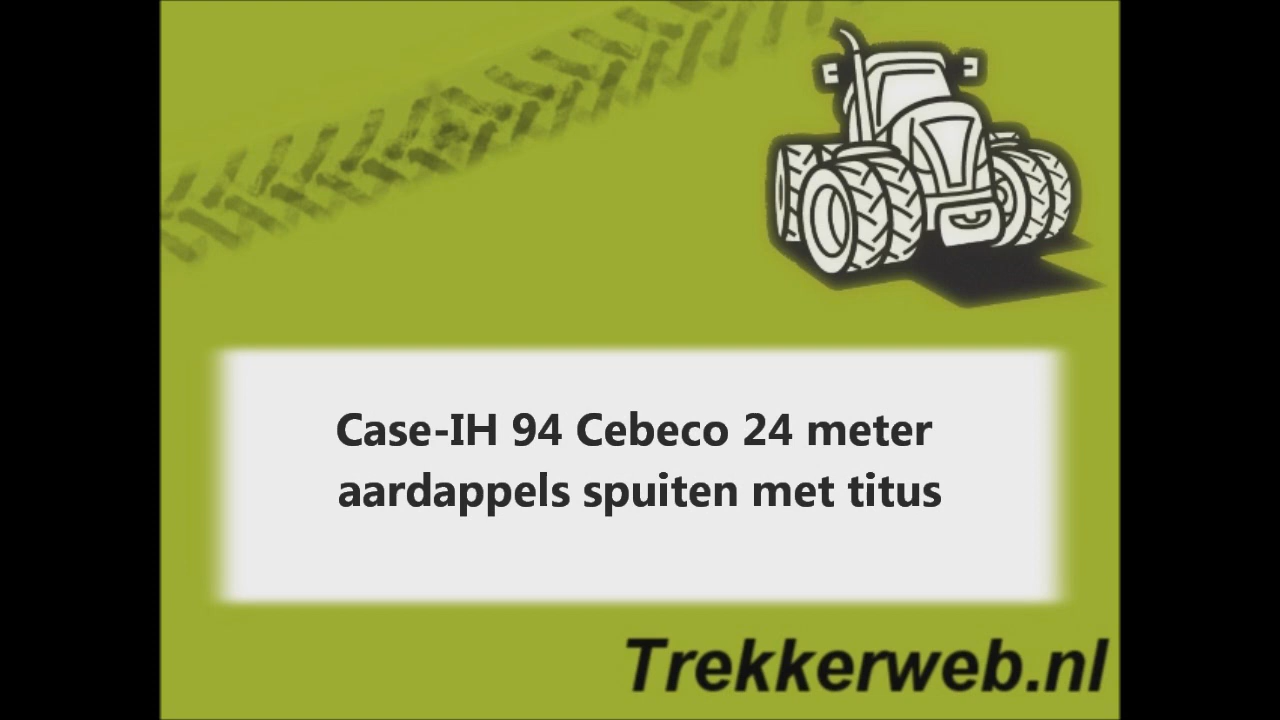 Case-IH 94 Cebeco 24 meter
aardappels spuiten met titus
Trekkerweb.nl